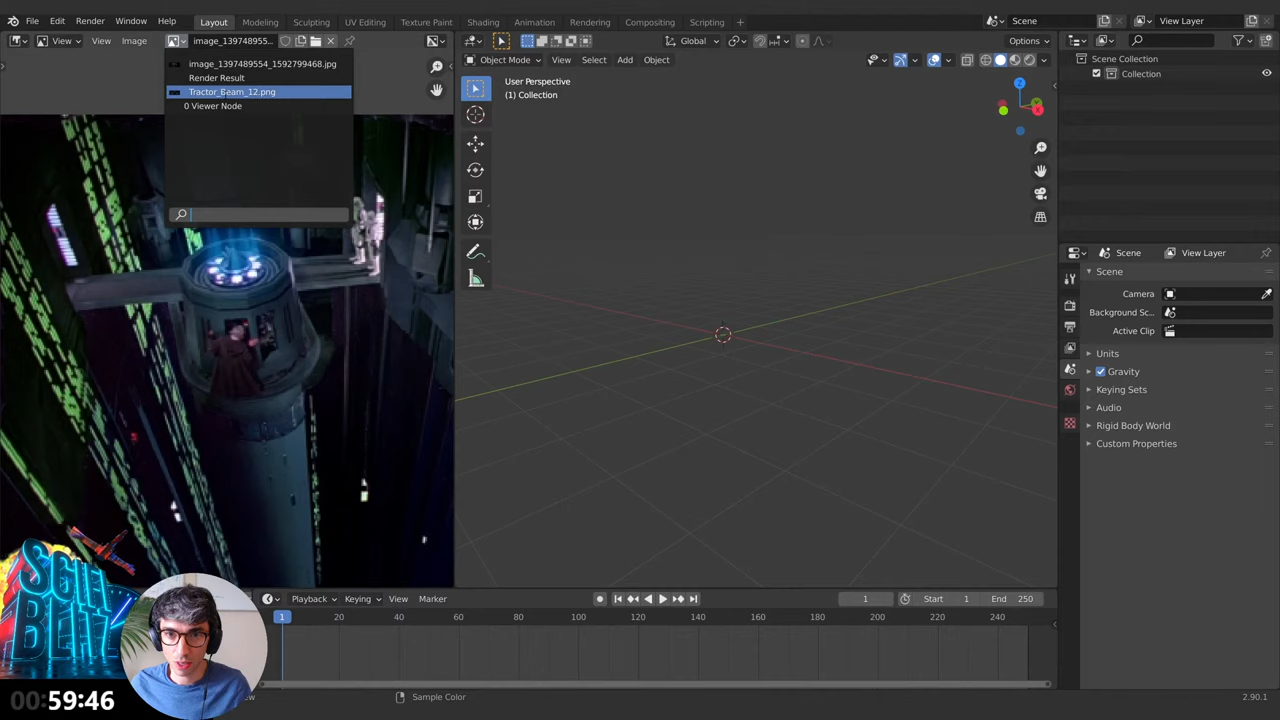 File Edit Render Window Help Layout Modeling Sculpting UV Editing Texture Paint Shading Animation Rendering Compositing Scripting + Scene View Layer
View View Image image_139748955... Global Options
image_1397489554_1592799468.jpg
Render Result
Tractor_Beam_12.png
0 Viewer Node
Object Mode View Select Add Object
User Perspective
(1) Collection
Z
Scene Collection
Collection
Scene View Layer
Scene
Camera
Background Sc...
Active Clip
Units
Gravity
Keying Sets
Audio
Rigid Body World
Custom Properties
SCIFI
BLITZ
Playback Keying View Marker 1 Start 1 End 250
1 20 40 60 80 100 120 140 160 180 200 220 240
00:59:46
Sample Color
2.90.1